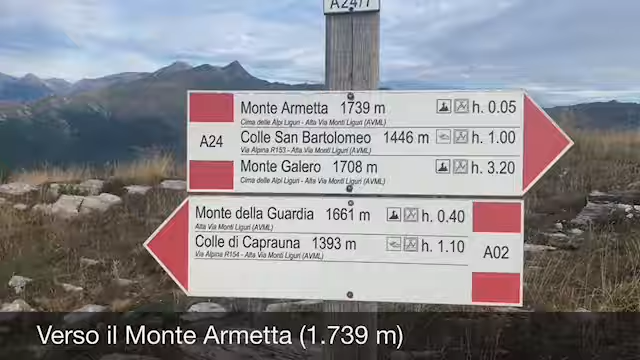 A24/7
Monte Armetta 1739 m h. 0.05
Cima delle Alpi Liguri - Alta Via Monti Liguri (AVML)
A24 Colle San Bartolomeo 1446 m h. 1.00
Via Alpina R153 - Alta Via Monti Liguri (AVML)
Monte Galero 1708 m h. 3.20
Cime delle Alpi Liguri - Alta Via Monti Liguri (AVML)
Monte della Guardia 1661 m h. 0.40
Alta Via Monti Liguri (AVML)
Colle di Caprauna 1393 m h. 1.10 A02
Via Alpina R154 - Alta Via Monti Liguri (AVML)
Verso il Monte Armetta (1.739 m)